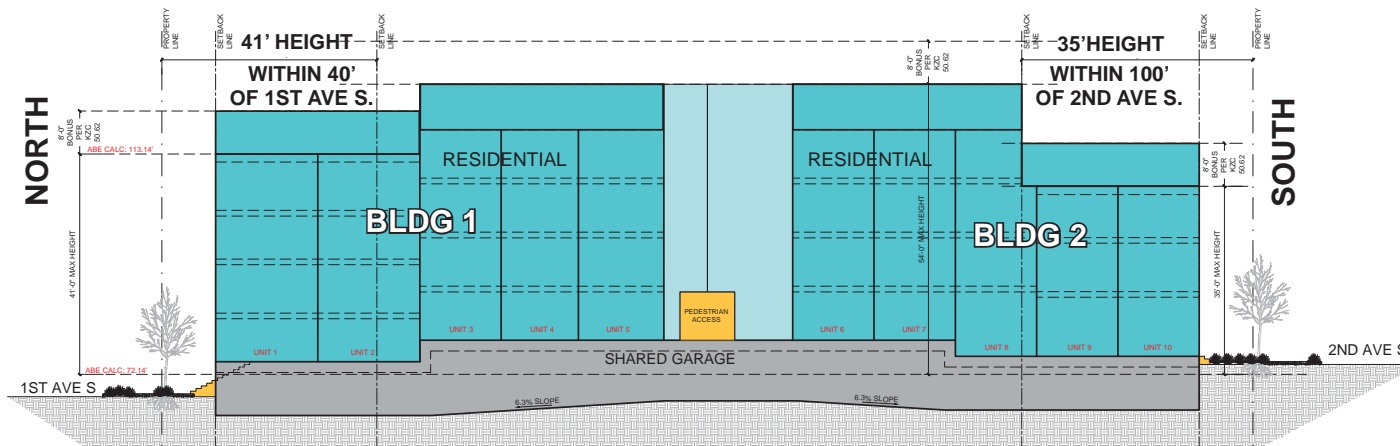 PROPERTY
LINE
SETBACK
LINE
41' HEIGHT
WITHIN 40'
OF 1ST AVE S.
8'-0"
BONUS
PER
KZC
50.62
SETBACK
LINE
35'HEIGHT
WITHIN 100'
OF 2ND AVE S.
SETBACK
LINE
PROPERTY
LINE
NORTH
8'-0"
BONUS
PER
KZC
50.62
ABE CALC: 113.14'
RESIDENTIAL
RESIDENTIAL
8'-0"
BONUS
PER
KZC
50.62
SOUTH
BLDG 1
BLDG 2
41'-0" MAX HEIGHT
54'-0" MAX HEIGHT
35'-0" MAX HEIGHT
PEDESTRIAN
ACCESS
UNIT 1
UNIT 2
UNIT 3
UNIT 4
UNIT 5
UNIT 6
UNIT 7
UNIT 8
UNIT 9
UNIT 10
SHARED GARAGE
ABE CALC: 72.14'
1ST AVE S
2ND AVE S
6.3% SLOPE
6.3% SLOPE